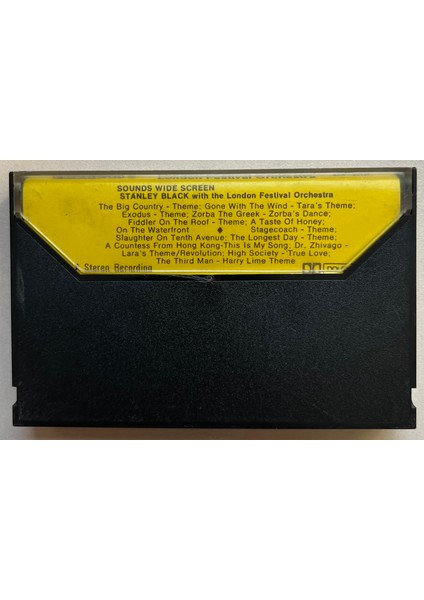 London Festival Orchestra
SOUNDS WIDE SCREEN
STANLEY BLACK with the London Festival Orchestra
The Big Country - Theme; Gone With The Wind - Tara's Theme;
Exodus - Theme; Zorba The Greek - Zorba's Dance;
Fiddler On The Roof - Theme; A Taste Of Honey;
On The Waterfront ♦ Stagecoach - Theme;
Slaughter On Tenth Avenue; The Longest Day - Theme;
A Countess From Hong Kong-This Is My Song; Dr. Zhivago -
Lara's Theme/Revolution: High Society - 'True Love;
The Third Man - Harry Lime Theme
Stereo Recording